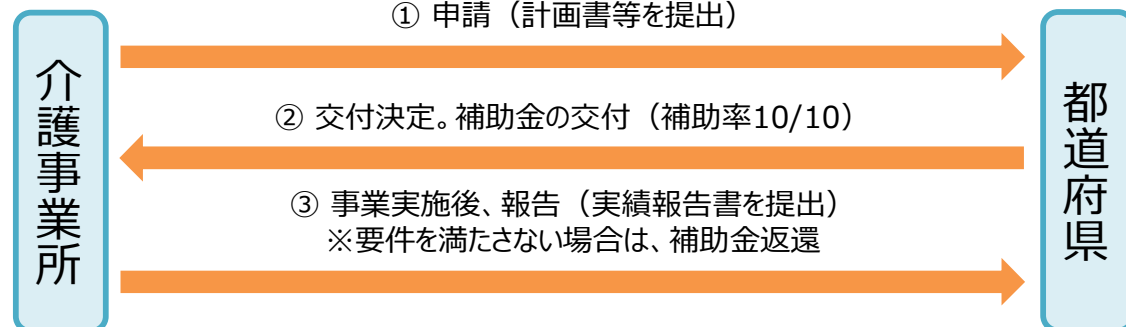 ① 申請（計画書等を提出）
介護事業所
都道府県
② 交付決定。補助金の交付（補助率10/10）
③ 事業実施後、報告（実績報告書を提出）
※要件を満たさない場合は、補助金返還